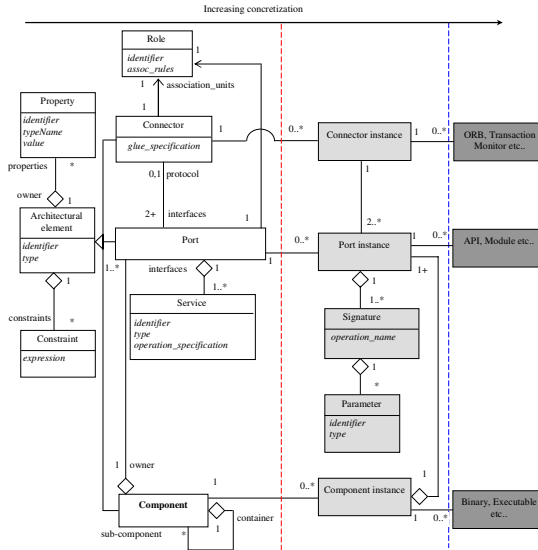 Increasing concretization
Role
identifier
assoc_rules
1
1
association_units
1
Property
identifier
typeName
value
properties
*
owner
1
Connector
glue_specification
1
0..*
Connector instance
1
0..*
ORB, Transaction
Monitor etc..
0,1
protocol
1
2+
interfaces
1
2..*
Architectural
element
identifier
type
Port
1
0..*
Port instance
1
0..*
API, Module etc..
1..*
interfaces
1
1..*
1
1+
1
constraints
*
Service
identifier
type
operation_specification
1..*
Signature
operation_name
Constraint
expression
1
*
Parameter
identifier
type
1
owner
1
0..*
1
Component
Component instance
Binary, Executable
etc..
container
1
0..*
sub-component
*
1